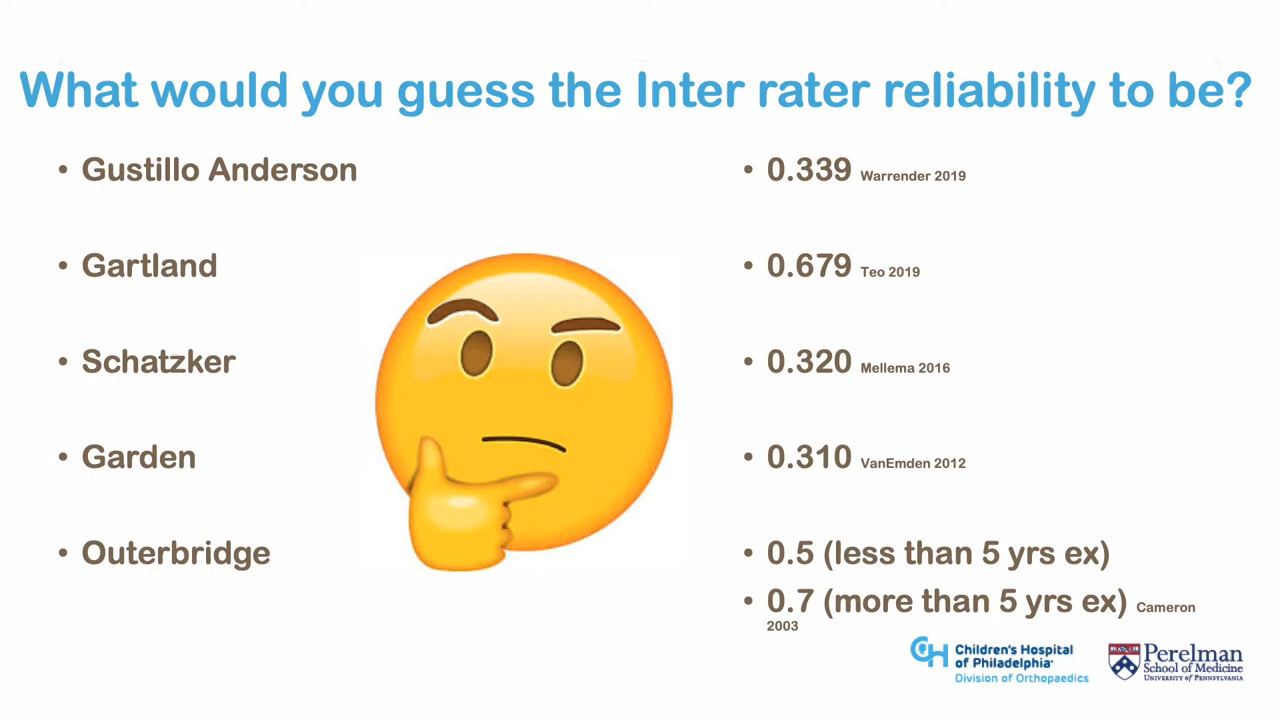 What would you guess the Inter rater reliability to be?
• Gustillo Anderson
• 0.339 Warrender 2019
• Gartland
• 0.679 Teo 2019
• Schatzker
• 0.320 Mellema 2016
• Garden
• 0.310 VanEmden 2012
• Outerbridge
• 0.5 (less than 5 yrs ex)
• 0.7 (more than 5 yrs ex) Cameron
2003
CH Children's Hospital
of Philadelphia
Division of Orthopaedics
Perelman
School of Medicine
University of Pennsylvania